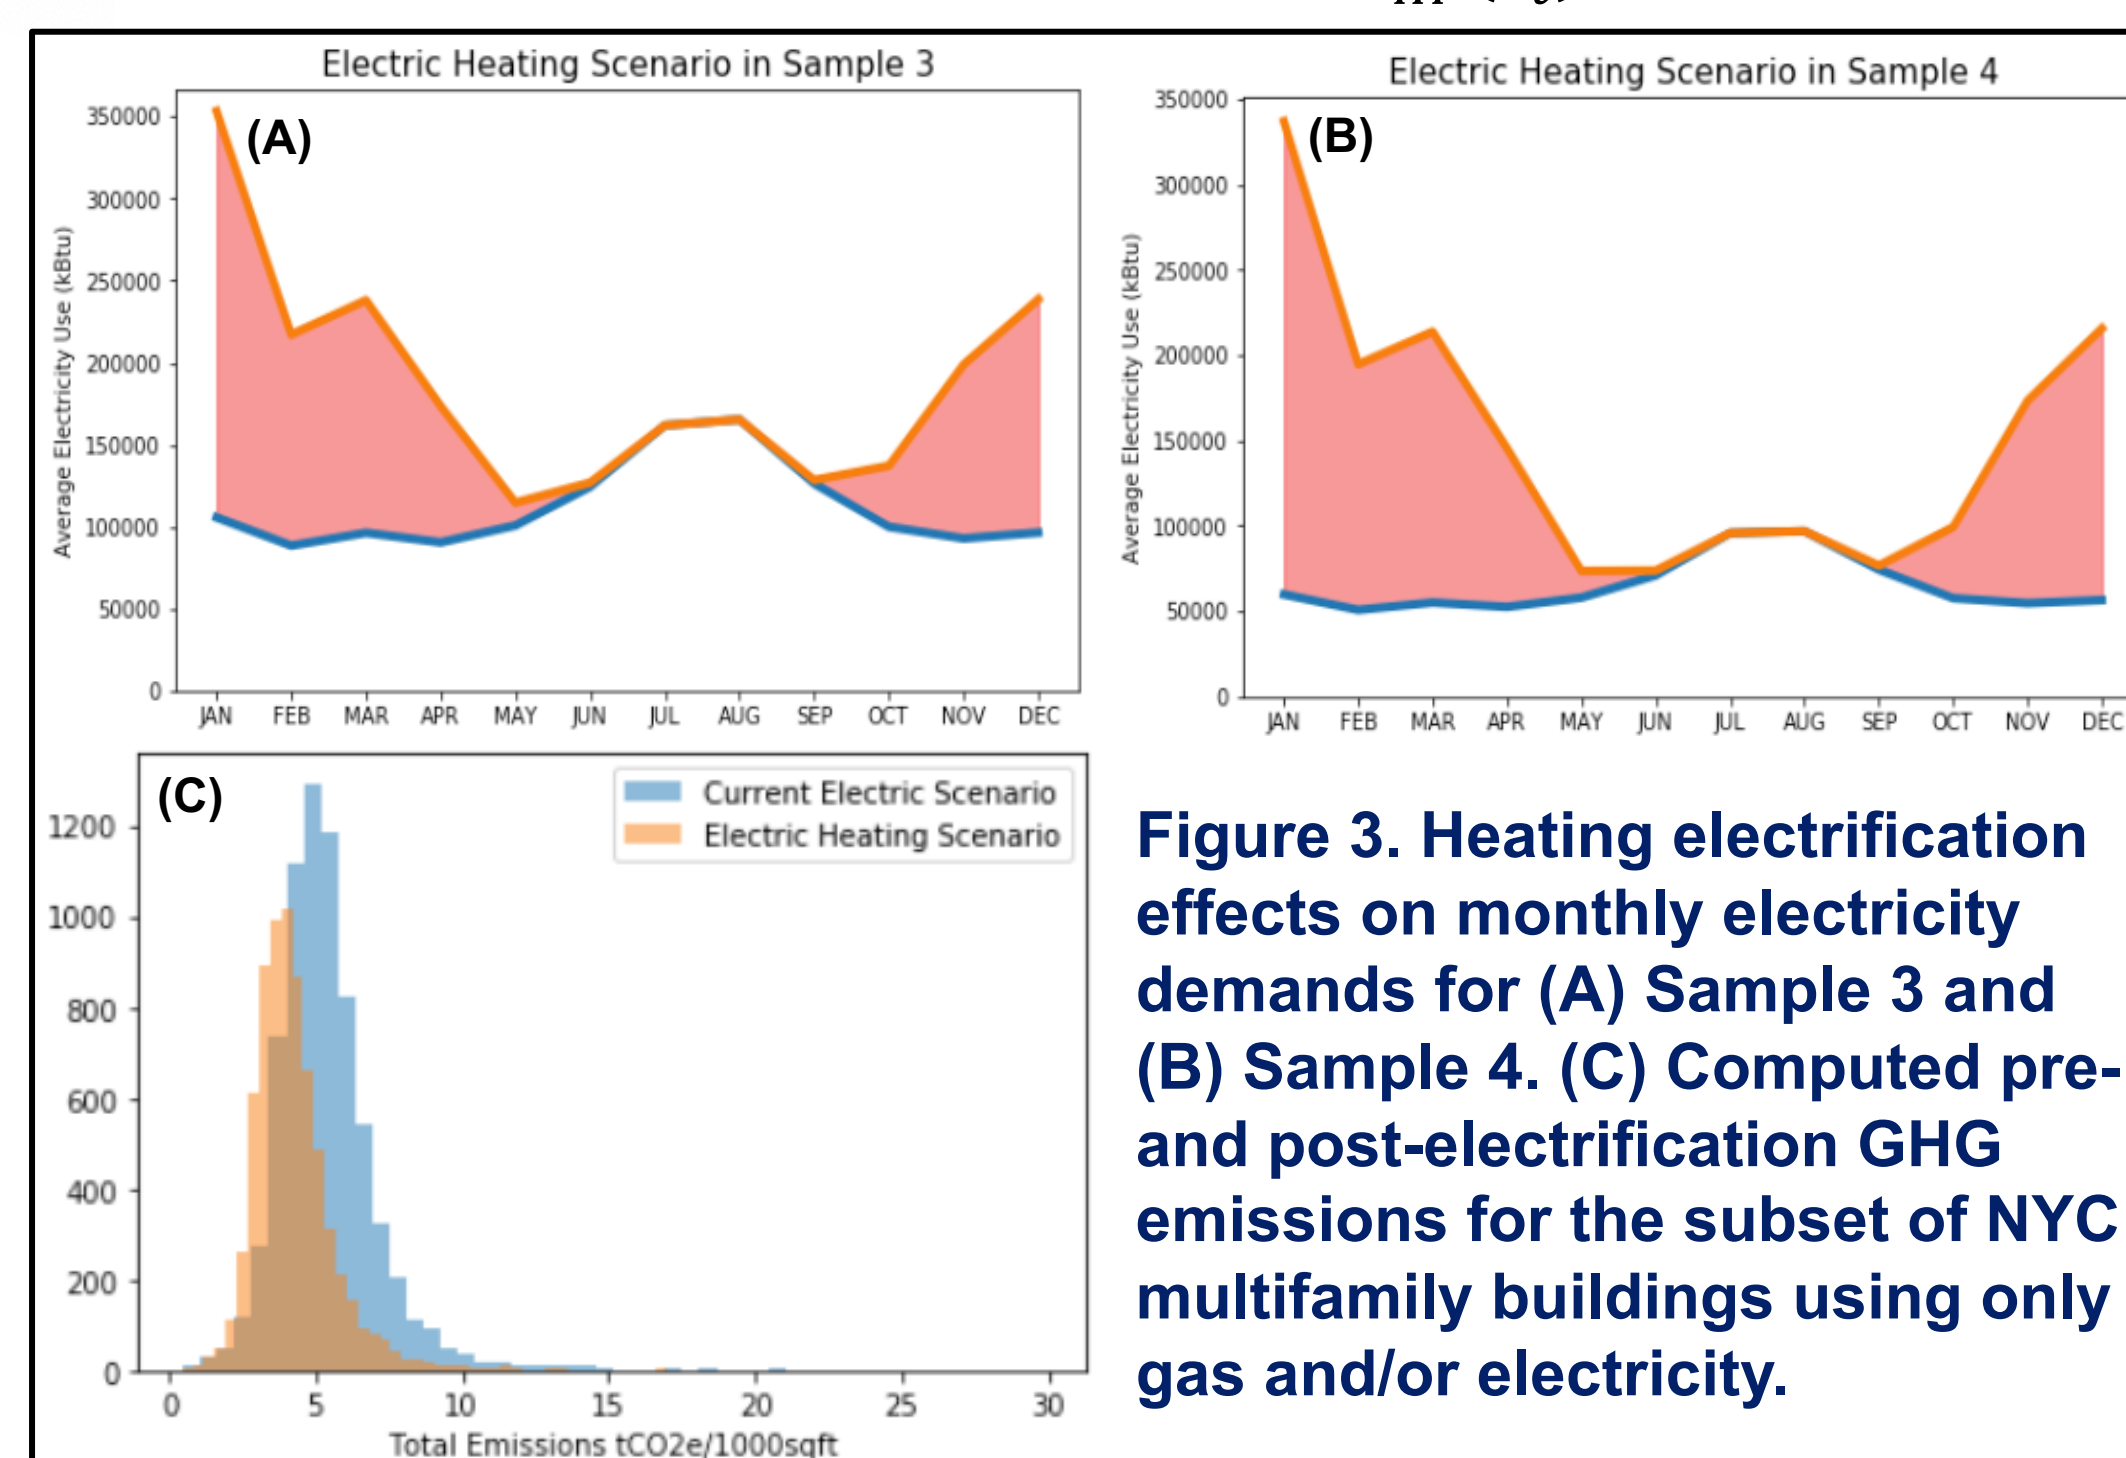 Electric Heating Scenario in Sample 3
(A)
Average Electricity Use (kBtu)
350000
300000
250000
200000
150000
100000
50000
0
JAN FEB MAR APR MAY JUN JUL AUG SEP OCT NOV DEC
Electric Heating Scenario in Sample 4
(B)
Average Electricity Use (kBtu)
350000
300000
250000
200000
150000
100000
50000
0
JAN FEB MAR APR MAY JUN JUL AUG SEP OCT NOV DEC
(C)
Current Electric Scenario
Electric Heating Scenario
1200
1000
800
600
400
200
0
0 5 10 15 20 25 30
Total Emissions tCO2e/1000sqft
Figure 3. Heating electrification
effects on monthly electricity
demands for (A) Sample 3 and
(B) Sample 4. (C) Computed pre-
and post-electrification GHG
emissions for the subset of NYC
multifamily buildings using only
gas and/or electricity.